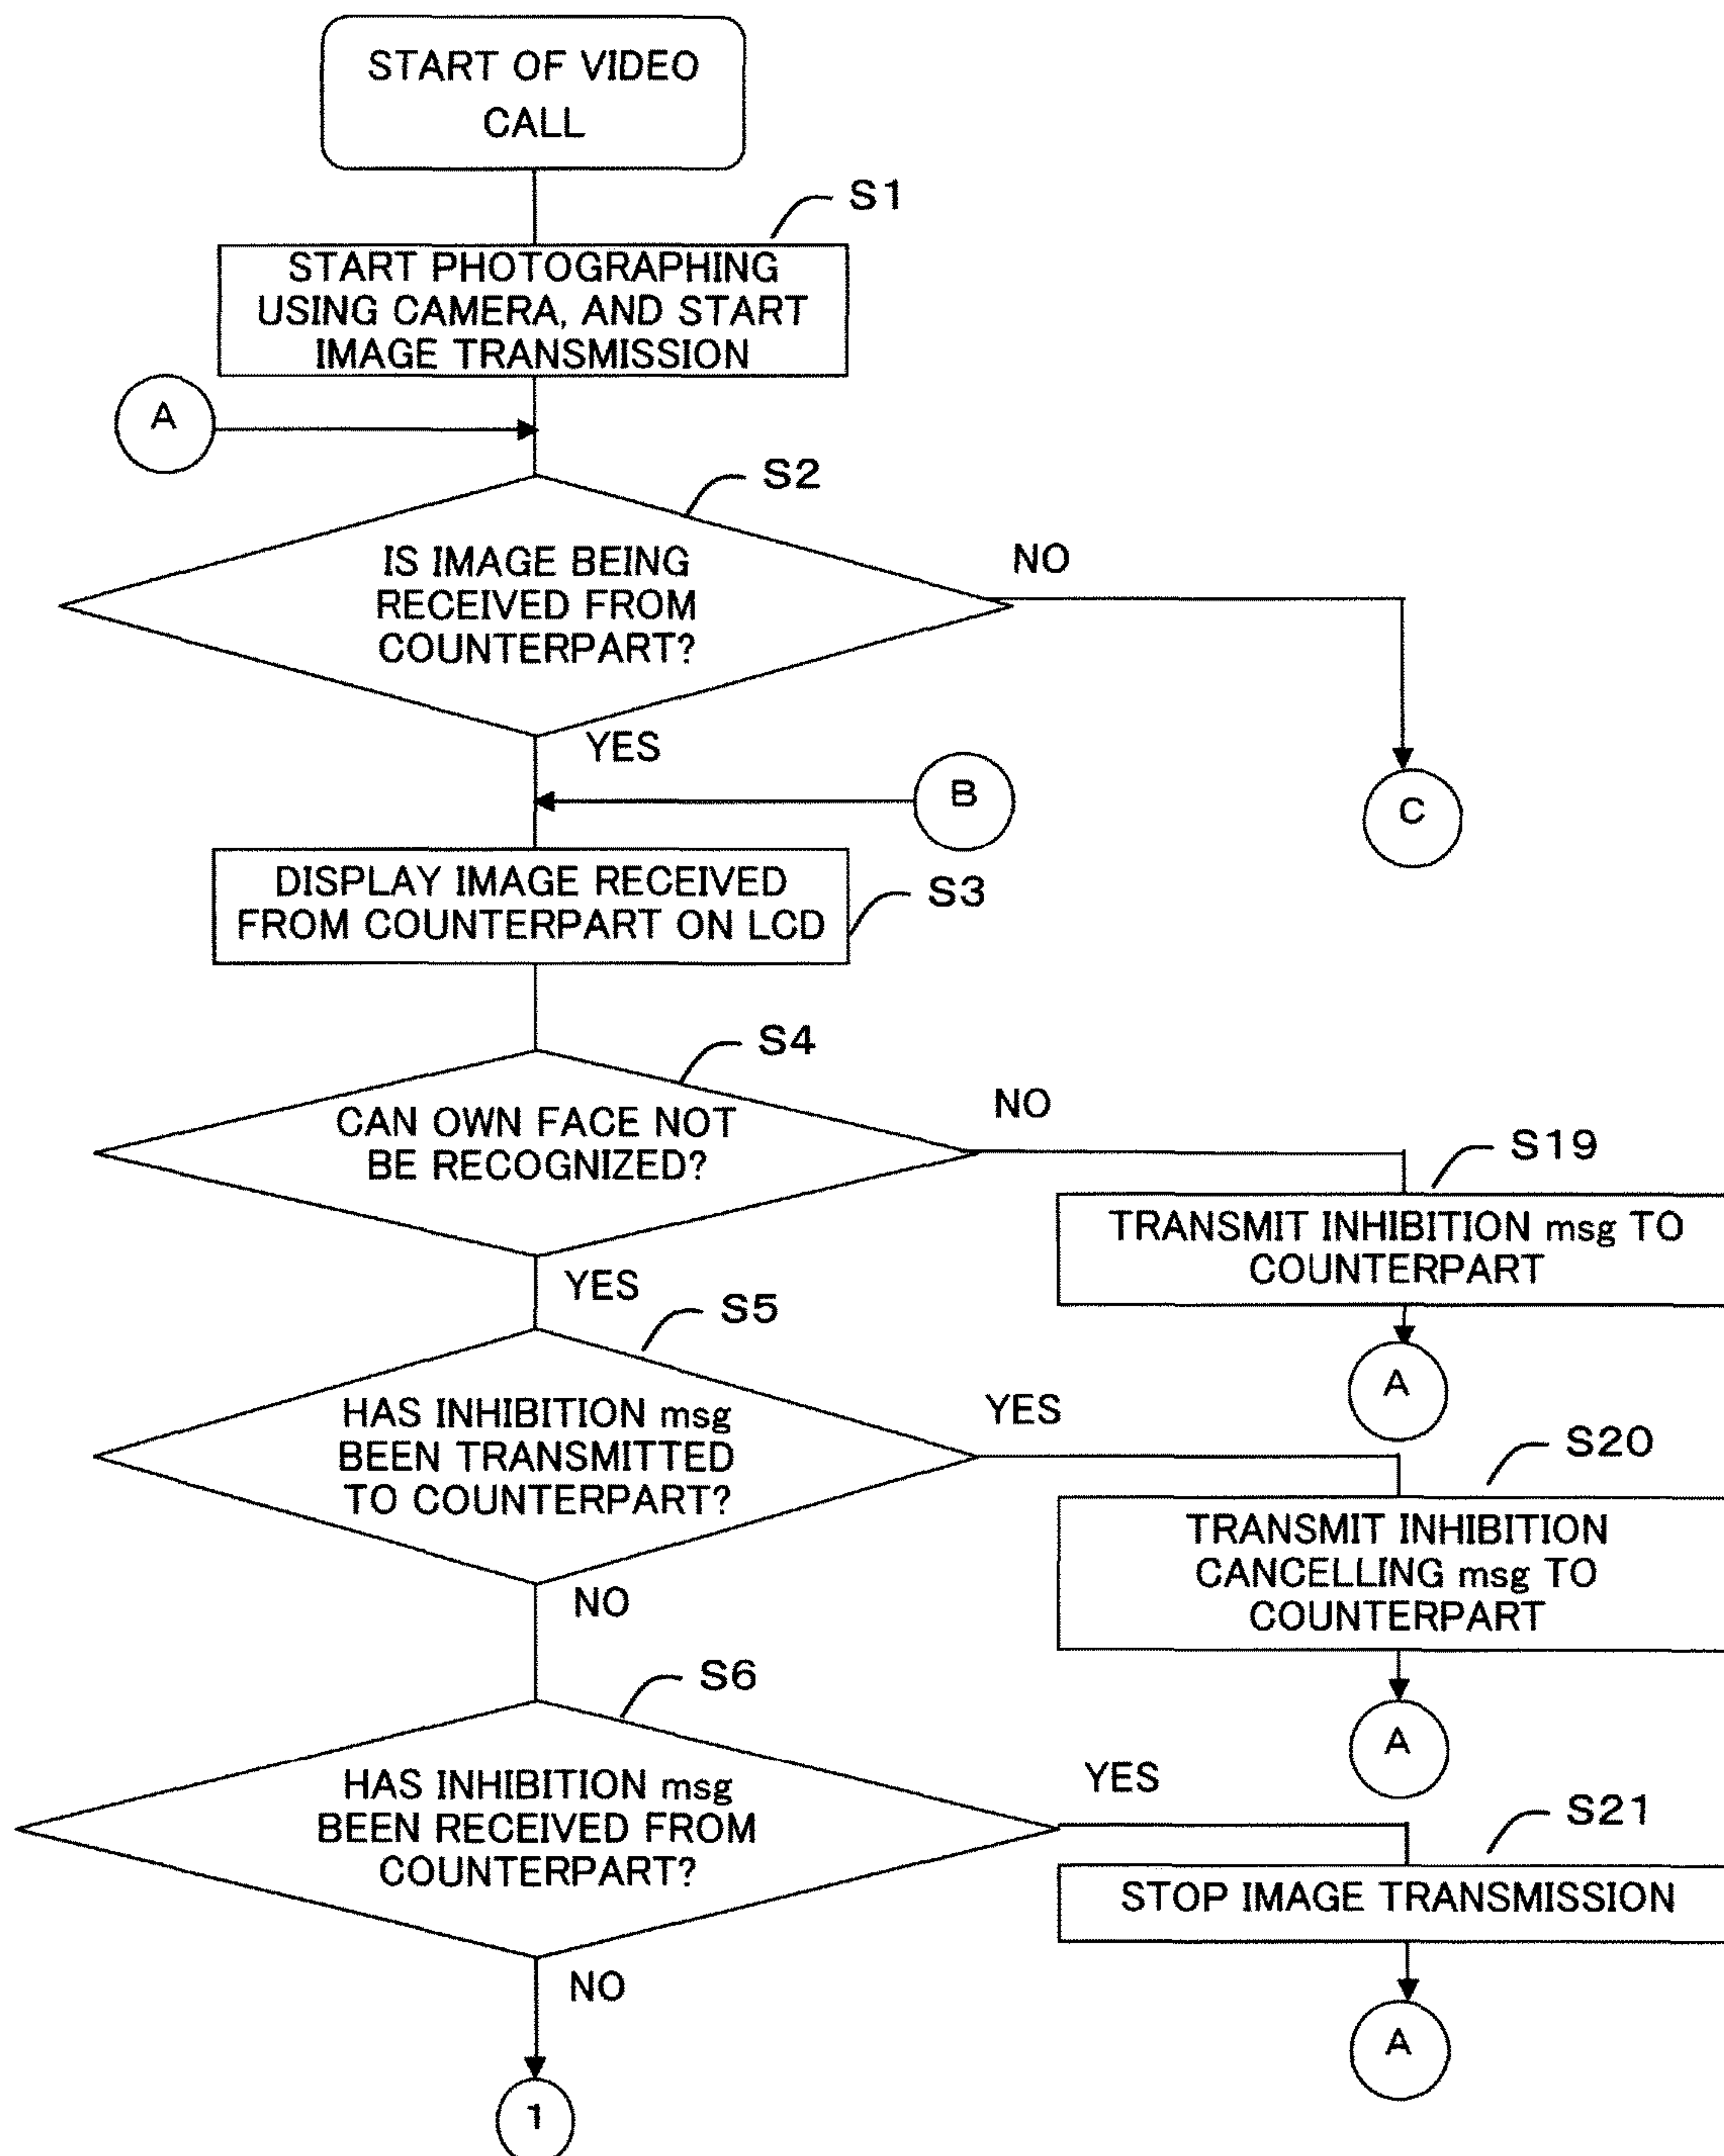 START OF VIDEO
CALL
S1
START PHOTOGRAPHING
USING CAMERA, AND START
IMAGE TRANSMISSION
A
S2
IS IMAGE BEING
RECEIVED FROM
COUNTERPART?
NO
YES
B
C
DISPLAY IMAGE RECEIVED
FROM COUNTERPART ON LCD
S3
S4
CAN OWN FACE NOT
BE RECOGNIZED?
NO
S19
TRANSMIT INHIBITION msg TO
COUNTERPART
A
YES
S5
HAS INHIBITION msg
BEEN TRANSMITTED
TO COUNTERPART?
YES
S20
TRANSMIT INHIBITION
CANCELLING msg TO
COUNTERPART
A
NO
S6
HAS INHIBITION msg
BEEN RECEIVED FROM
COUNTERPART?
YES
S21
STOP IMAGE TRANSMISSION
A
NO
1